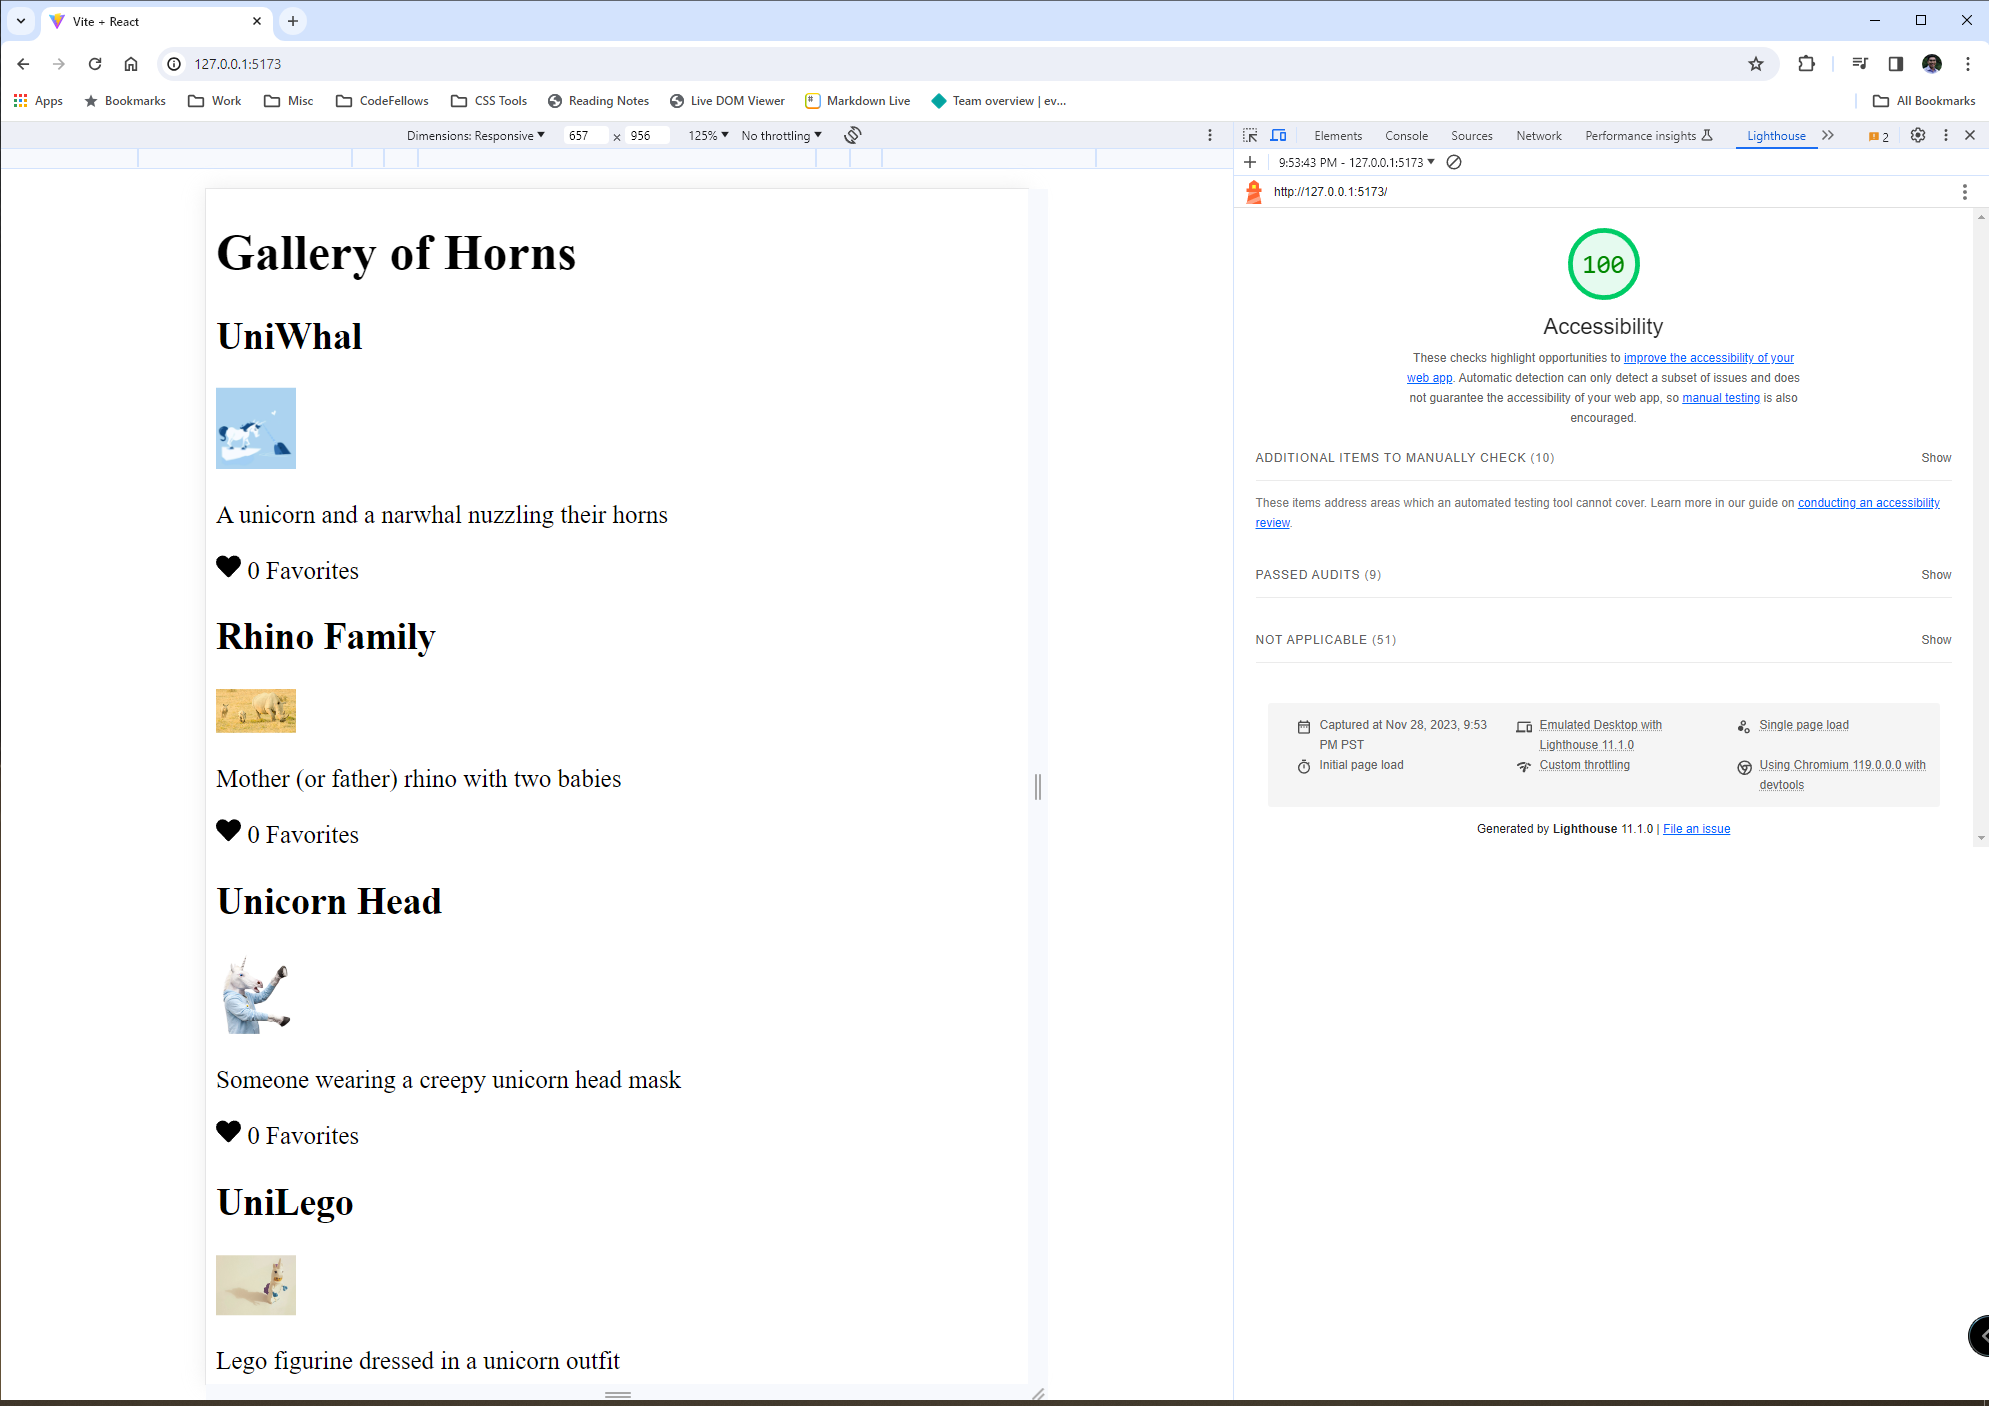 Vite + React
127.0.0.1:5173
Apps Bookmarks Work Misc CodeFellows CSS Tools Reading Notes Live DOM Viewer Markdown Live Team overview | ev... All Bookmarks
Dimensions: Responsive 657 × 956 125% No throttling
Elements Console Sources Network Performance insights Lighthouse 2
9:53:43 PM - 127.0.0.1:5173
http://127.0.0.1:5173/
Gallery of Horns
UniWhal
A unicorn and a narwhal nuzzling their horns
0 Favorites
Rhino Family
Mother (or father) rhino with two babies
0 Favorites
Unicorn Head
Someone wearing a creepy unicorn head mask
0 Favorites
UniLego
Lego figurine dressed in a unicorn outfit
100
Accessibility
These checks highlight opportunities to improve the accessibility of your
web app. Automatic detection can only detect a subset of issues and does
not guarantee the accessibility of your web app, so manual testing is also
encouraged.
ADDITIONAL ITEMS TO MANUALLY CHECK (10) Show
These items address areas which an automated testing tool cannot cover. Learn more in our guide on conducting an accessibility
review.
PASSED AUDITS (9) Show
NOT APPLICABLE (51) Show
Captured at Nov 28, 2023, 9:53
PM PST
Emulated Desktop with
Lighthouse 11.1.0
Single page load
Initial page load
Custom throttling
Using Chromium 119.0.0.0 with
devtools
Generated by Lighthouse 11.1.0 | File an issue